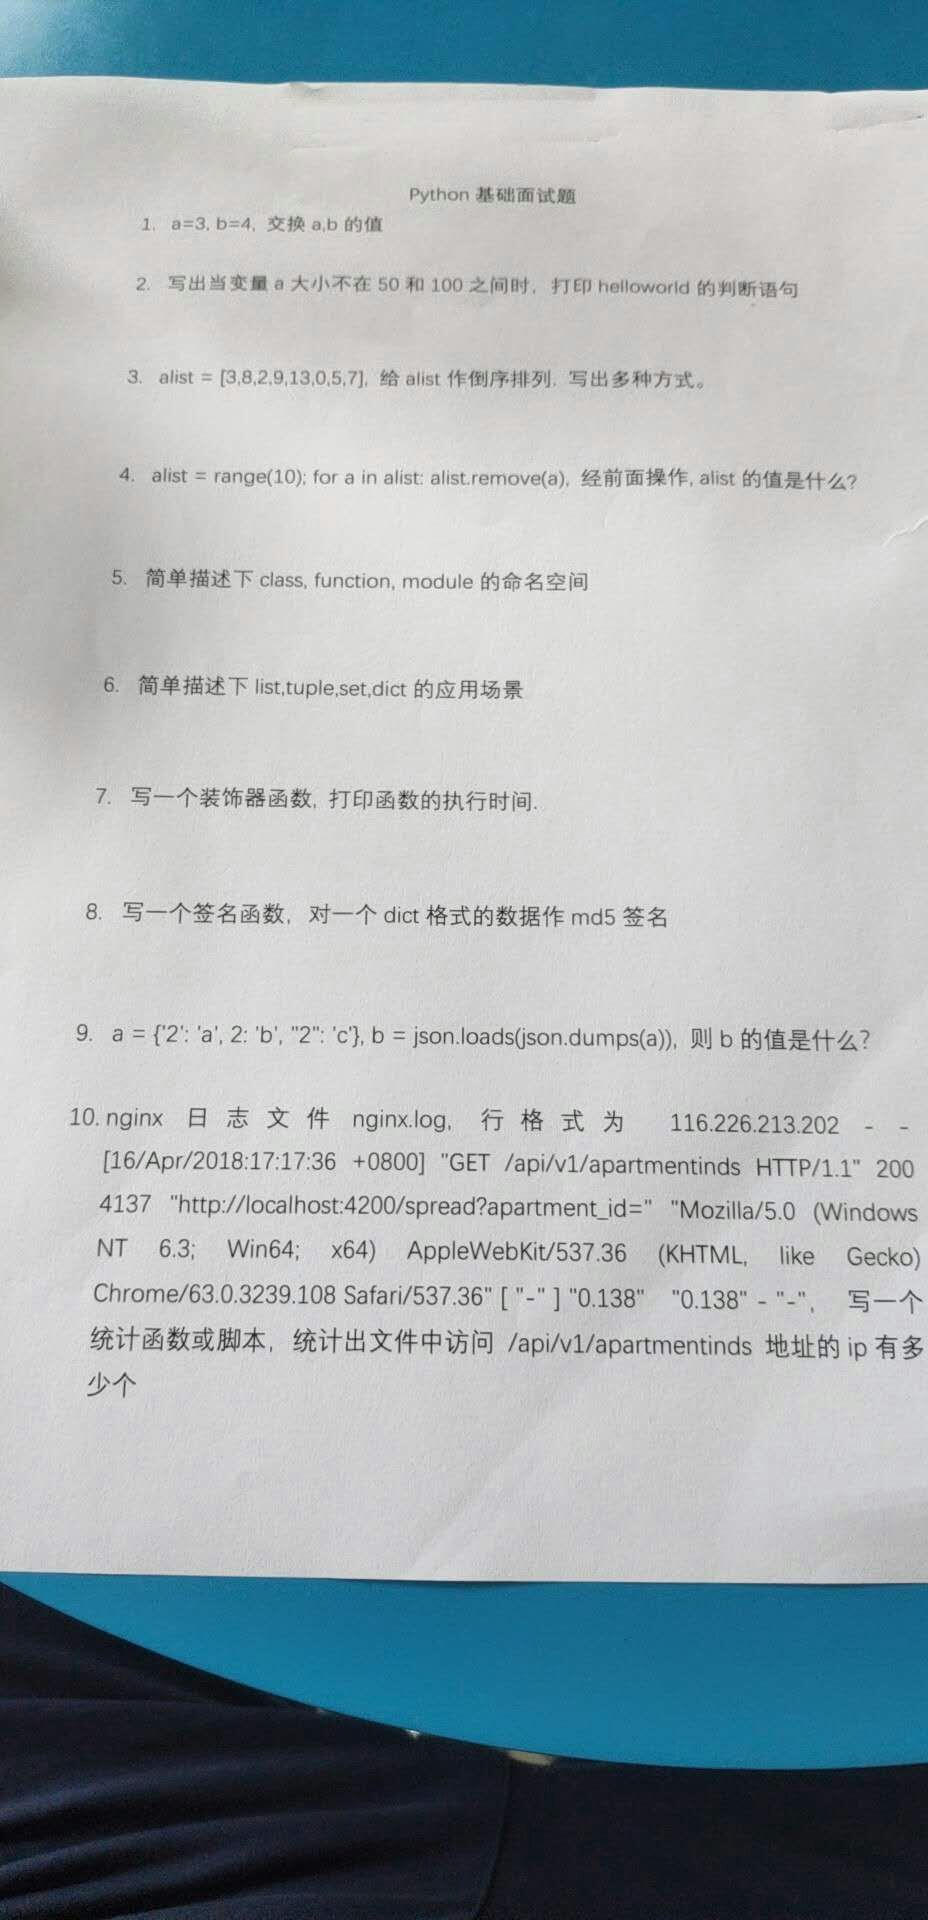 Python 基础面试题
1. a=3, b=4, 交换 a,b 的值
2. 写出当变量 a 大小不在 50 和 100 之间时，打印 helloworld 的判断语句
3. alist = [3,8,2,9,13,0,5,7], 给 alist 作倒序排列, 写出多种方式。
4. alist = range(10); for a in alist: alist.remove(a), 经前面操作, alist 的值是什么?
5. 简单描述下 class, function, module 的命名空间
6. 简单描述下 list,tuple,set,dict 的应用场景
7. 写一个装饰器函数, 打印函数的执行时间.
8. 写一个签名函数，对一个 dict 格式的数据作 md5 签名
9. a = {'2': 'a', 2: 'b', "2": 'c'}, b = json.loads(json.dumps(a)), 则 b 的值是什么?
10. nginx 日志文件 nginx.log, 行格式为 116.226.213.202 - -
[16/Apr/2018:17:17:36 +0800] "GET /api/v1/apartmentinds HTTP/1.1" 200
4137 "http://localhost:4200/spread?apartment_id=" "Mozilla/5.0 (Windows
NT 6.3; Win64; x64) AppleWebKit/537.36 (KHTML, like Gecko)
Chrome/63.0.3239.108 Safari/537.36" [ "-" ] "0.138" "0.138" - "-"， 写一个
统计函数或脚本，统计出文件中访问 /api/v1/apartmentinds 地址的 ip 有多
少个